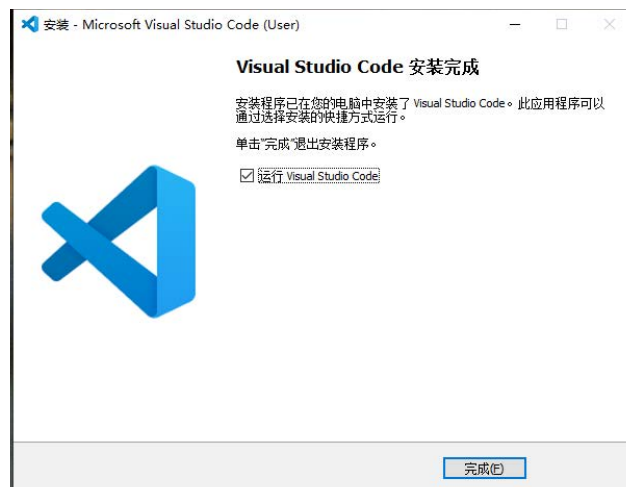 安装 - Microsoft Visual Studio Code (User)
Visual Studio Code 安装完成
安装程序已在您的电脑中安装了 Visual Studio Code。此应用程序可以
通过选择安装的快捷方式运行。
单击“完成”退出安装程序。
运行 Visual Studio Code
完成(F)